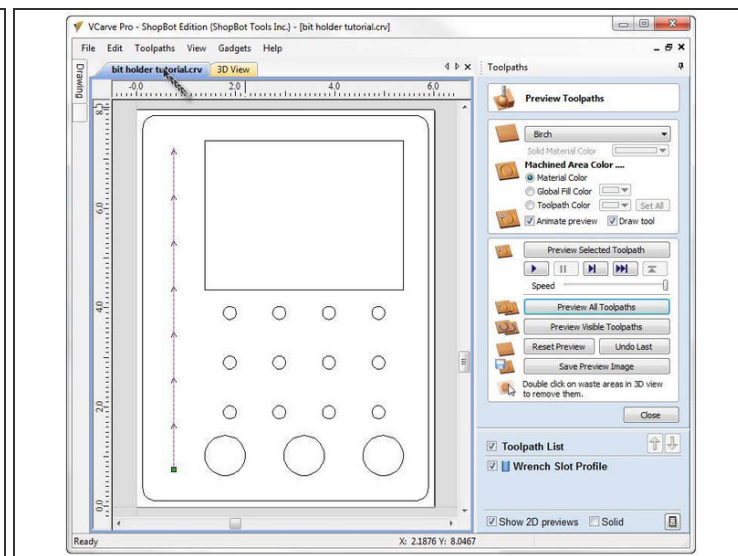 VCarve Pro - ShopBot Edition (ShopBot Tools Inc.) - [bit holder tutorial.crv]
File Edit Toolpaths View Gadgets Help
Drawing
bit holder tutorial.crv 3D View
Toolpaths
-0.0 2.0 4.0 6.0
8.0
6.0
4.0
2.0
0.0
Preview Toolpaths
Birch
Solid Material Color
Machined Area Color ....
Material Color
Global Fill Color
Toolpath Color Set All
Animate preview Draw tool
Preview Selected Toolpath
Speed
Preview All Toolpaths
Preview Visible Toolpaths
Reset Preview Undo Last
Save Preview Image
Double click on waste areas in 3D view
to remove them.
Close
Toolpath List
Wrench Slot Profile
Show 2D previews Solid
Ready X: 2.1876 Y: 8.0467